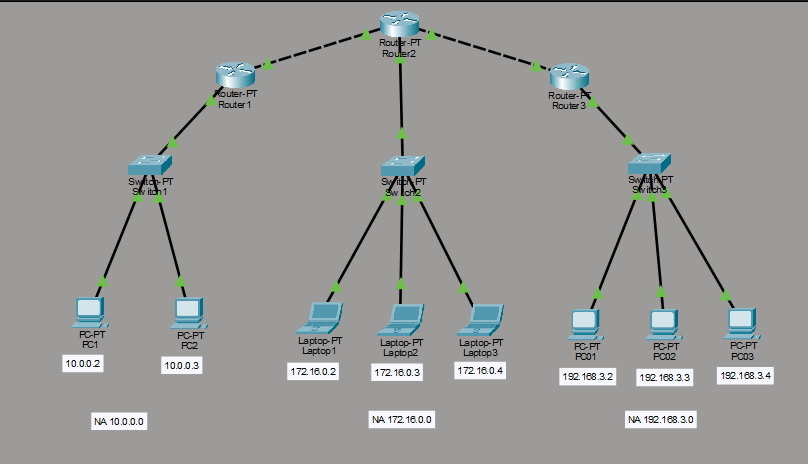 Router-PT
Router2
Router-PT
Router1
Router-PT
Router3
Switch-PT
Switch1
Switch-PT
Switch2
Switch-PT
Switch3
PC-PT
PC1
PC-PT
PC2
Laptop-PT
Laptop1
Laptop-PT
Laptop2
Laptop-PT
Laptop3
PC-PT
PC01
PC-PT
PC02
PC-PT
PC03
10.0.0.2
10.0.0.3
172.16.0.2
172.16.0.3
172.16.0.4
192.168.3.2
192.168.3.3
192.168.3.4
NA 10.0.0.0
NA 172.16.0.0
NA 192.168.3.0